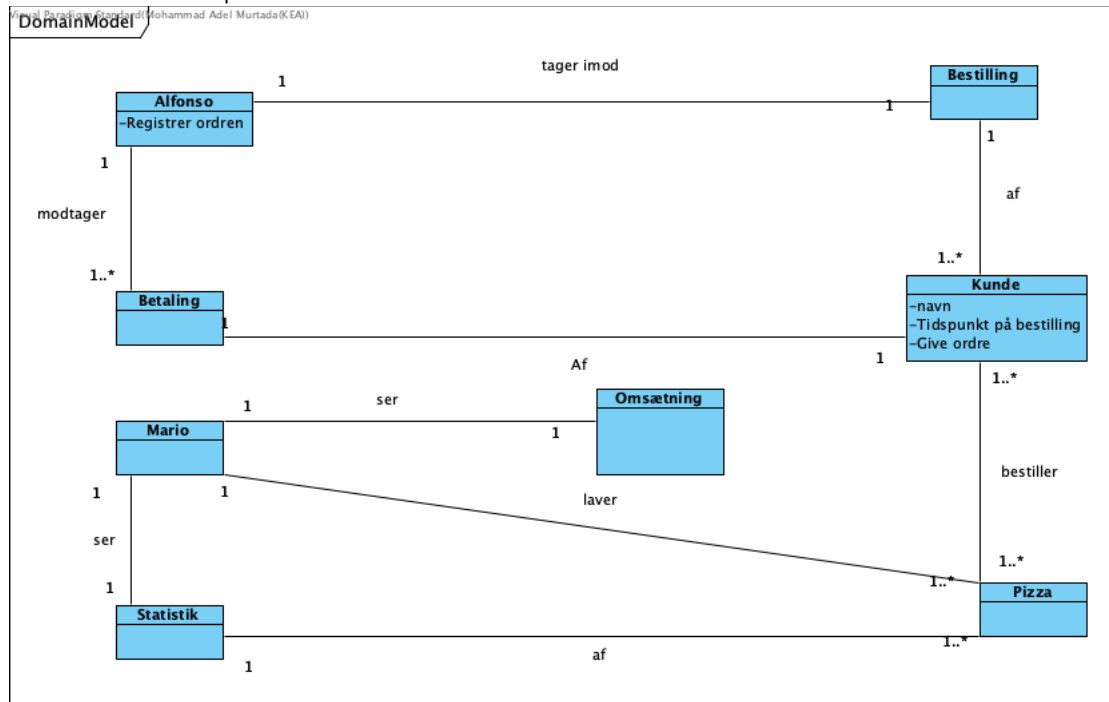 Visual Paradigm Standard(Mohammad Adel Murtada(KEA))
DomainModel
tager imod
1
1
Bestilling
Alfonso
-Registrer ordren
1
1
modtager
af
1..*
1..*
Betaling
1
Kunde
-navn
-Tidspunkt på bestilling
-Give ordre
1
Af
1..*
1
ser
1
Omsætning
Mario
1
1
laver
bestiller
ser
1
1..*
1..*
Statistik
Pizza
1
af
1..*